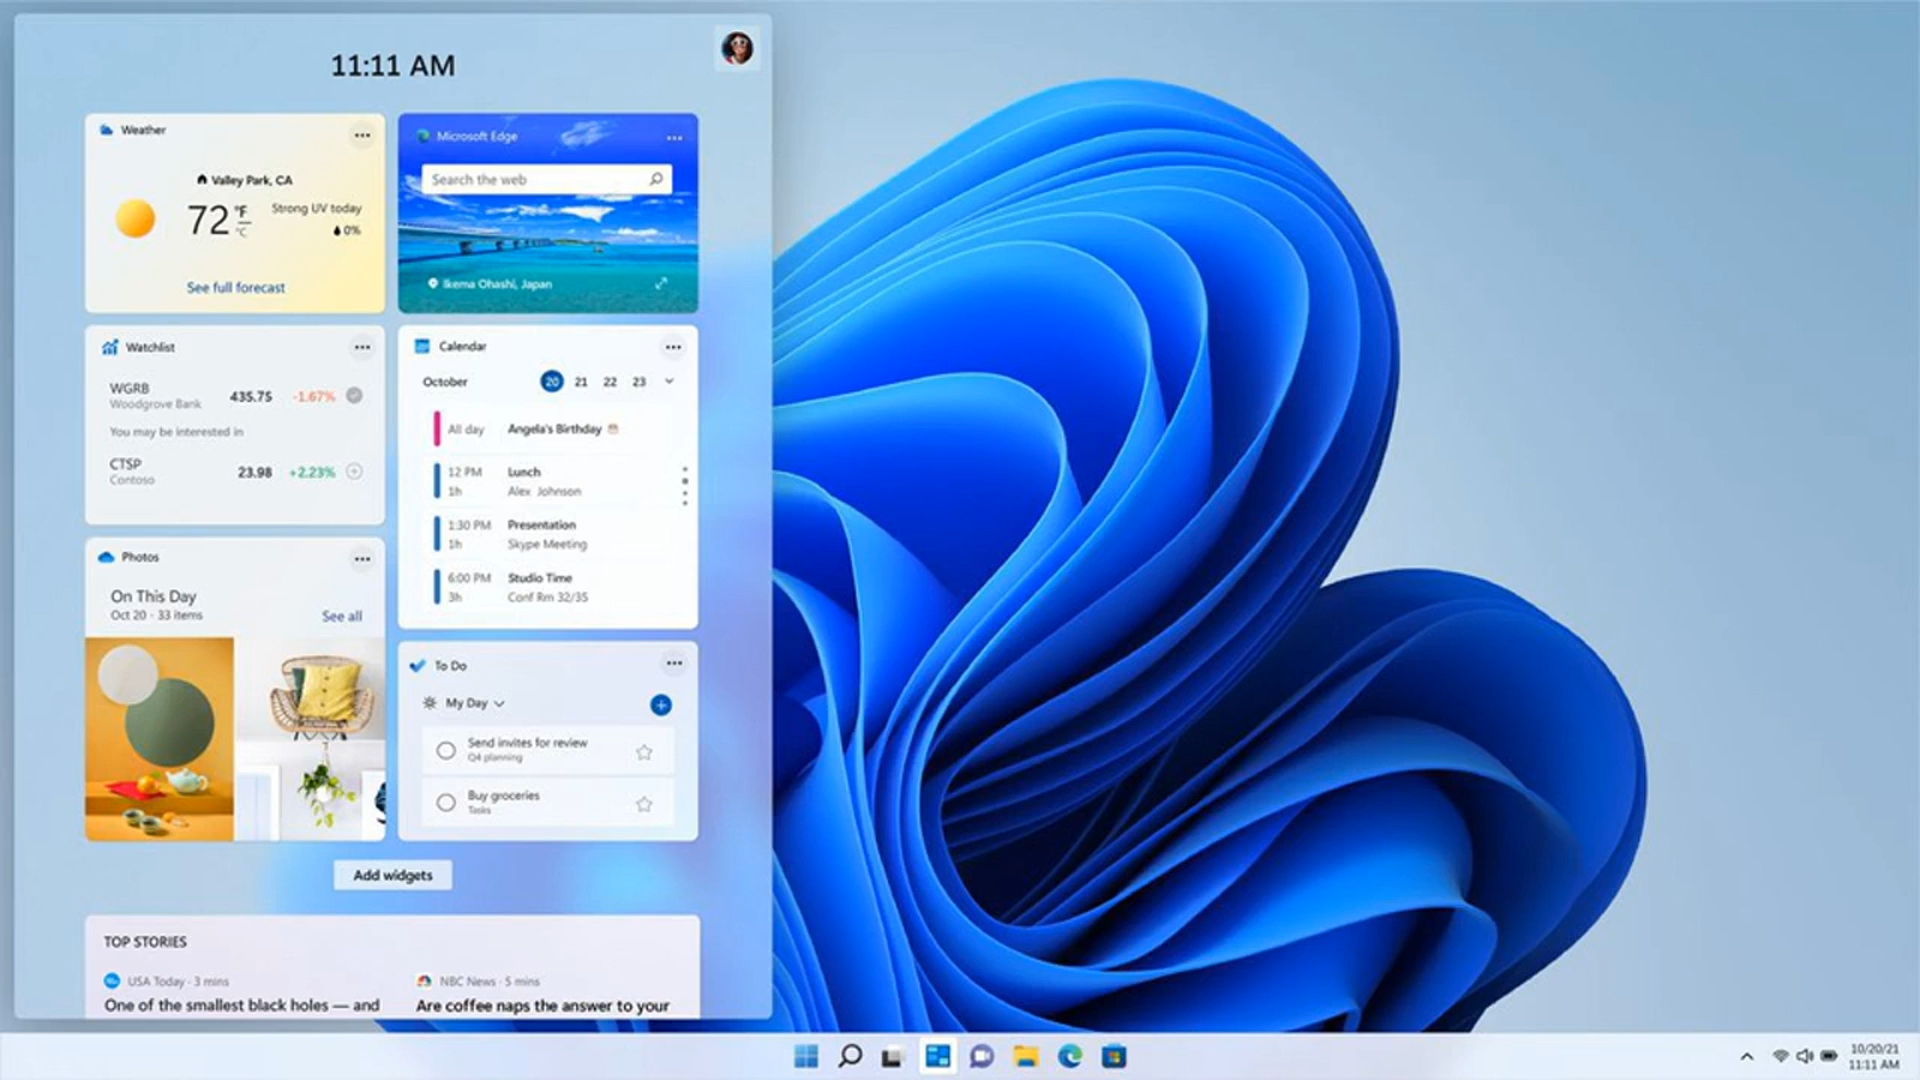 11:11 AM
Weather
Valley Park, CA
72 °F
°C
Strong UV today
0%
See full forecast
Microsoft Edge
Search the web
Ikema Ohashi, Japan
Watchlist
WGRB
Woodgrove Bank
435.75
-1.67%
You may be interested in
CTSP
Contoso
23.98
+2.23%
Calendar
October
20 21 22 23
All day Angela's Birthday
12 PM Lunch
1h Alex Johnson
1:30 PM Presentation
1h Skype Meeting
6:00 PM Studio Time
3h Conf Rm 32/35
Photos
On This Day
Oct 20 · 33 items
See all
To Do
My Day
Send invites for review
Q4 planning
Buy groceries
Tasks
Add widgets
TOP STORIES
USA Today · 3 mins
One of the smallest black holes — and
NBC News · 5 mins
Are coffee naps the answer to your
10/20/21
11:11 AM